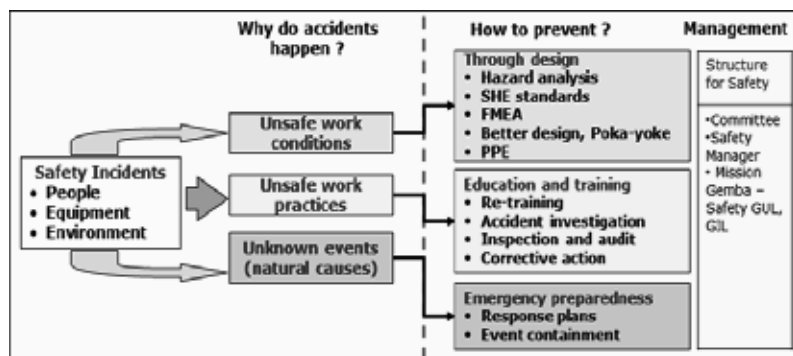 Why do accidents
happen ?
How to prevent ?
Management
Safety Incidents
• People
• Equipment
• Environment
Unsafe work
conditions
Unsafe work
practices
Unknown events
(natural causes)
Through design
• Hazard analysis
• SHE standards
• FMEA
• Better design, Poka-yoke
• PPE
Education and training
• Re-training
• Accident investigation
• Inspection and audit
• Corrective action
Emergency preparedness
• Response plans
• Event containment
Structure
for Safety
•Committee
•Safety
Manager
• Mission
Gemba –
Safety GUL,
GIL